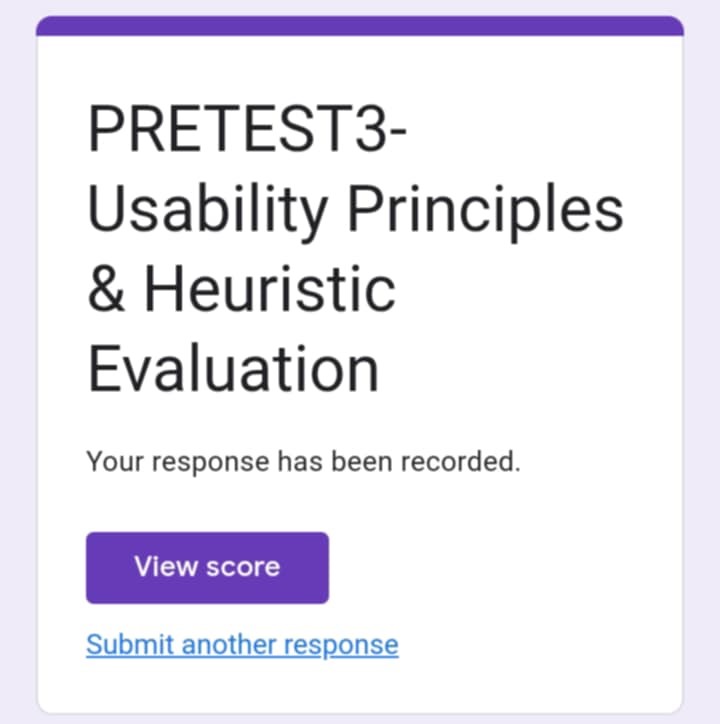 PRETEST3-
Usability Principles
& Heuristic
Evaluation
Your response has been recorded.
View score
Submit another response